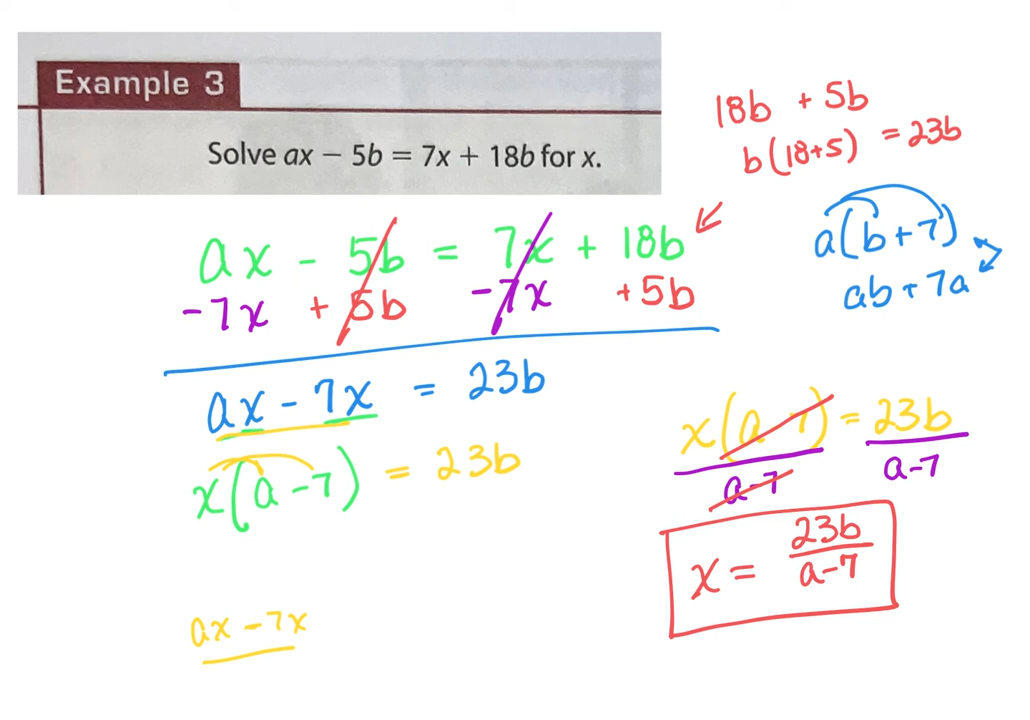 Example 3
Solve ax − 5b = 7x + 18b for x.
ax - 5b = 7x + 18b
-7x + 5b -7x +5b
ax - 7x = 23b
x(a-7) = 23b
ax - 7x
18b + 5b
b(18+5) = 23b
a(b+7)
ab + 7a
x(a-7) = 23b
a-7 a-7
x = 23b
a-7